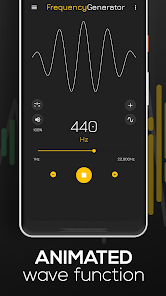 FrequencyGenerator
100%
440
Hz
1Hz
22,000Hz
ANIMATED
wave function